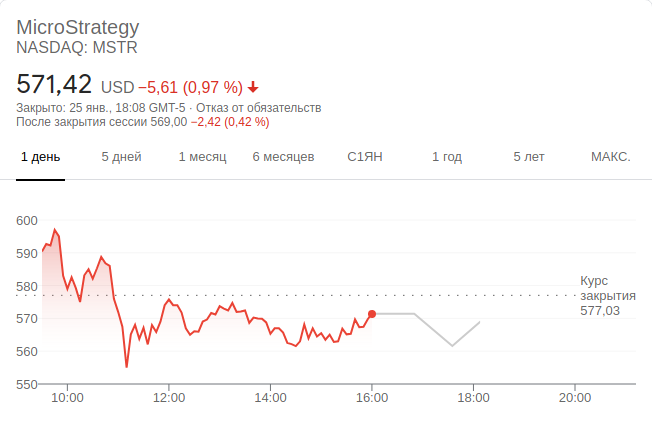 MicroStrategy
NASDAQ: MSTR
571,42 USD −5,61 (0,97 %)
Закрыто: 25 янв., 18:08 GMT-5 · Отказ от обязательств
После закрытия сессии 569,00 −2,42 (0,42 %)
1 день 5 дней 1 месяц 6 месяцев С1ЯН 1 год 5 лет МАКС.
600
590
580
570
560
550
Курс
закрытия
577,03
10:00 12:00 14:00 16:00 18:00 20:00